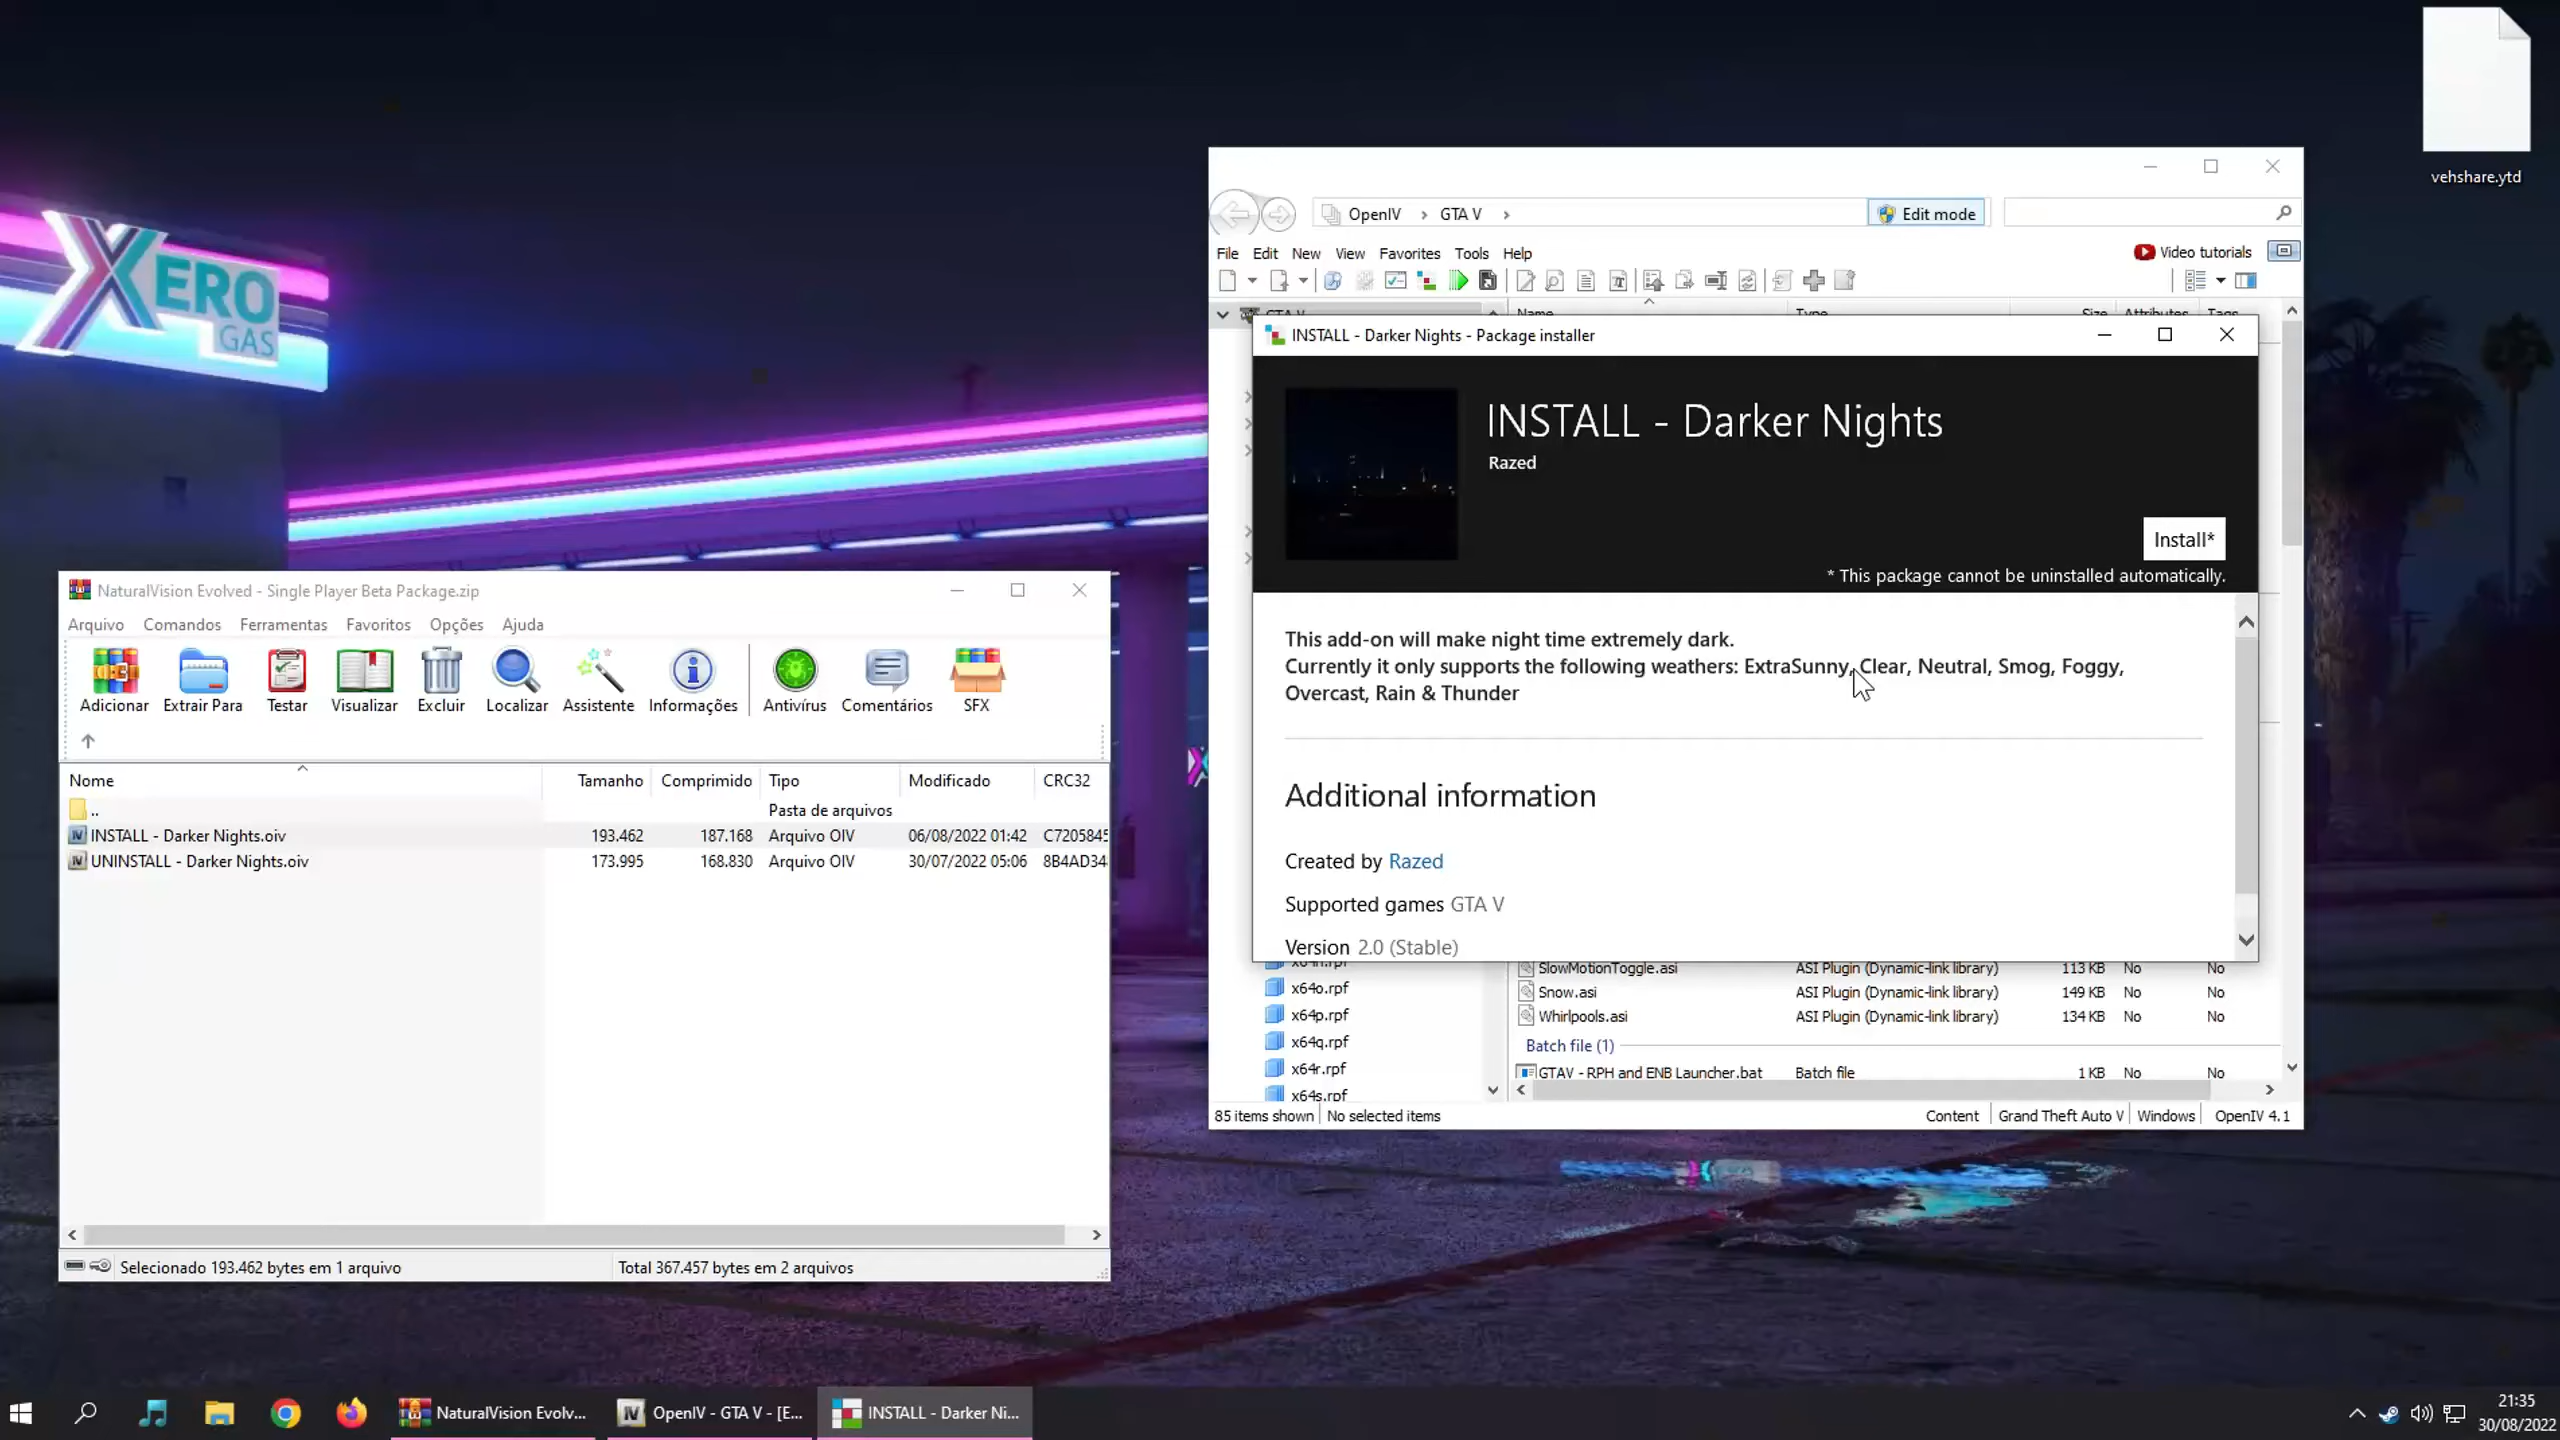 XERO
GAS
vehshare.ytd
OpenIV
GTA V
Edit mode
File Edit New View Favorites Tools Help
Video tutorials
GTA V
Name Type Size Attributes Tags
INSTALL - Darker Nights - Package installer
INSTALL - Darker Nights
Razed
Install*
* This package cannot be uninstalled automatically.
This add-on will make night time extremely dark.
Currently it only supports the following weathers: ExtraSunny, Clear, Neutral, Smog, Foggy,
Overcast, Rain & Thunder
Additional information
Created by Razed
Supported games GTA V
Version 2.0 (Stable)
x64o.rpf
x64p.rpf
x64q.rpf
x64r.rpf
x64s.rpf
SlowMotionToggle.asi ASI Plugin (Dynamic-link library) 113 KB No No
Snow.asi ASI Plugin (Dynamic-link library) 149 KB No No
Whirlpools.asi ASI Plugin (Dynamic-link library) 134 KB No No
Batch file (1)
GTAV - RPH and ENB Launcher.bat Batch file 1 KB No No
85 items shown No selected items Content Grand Theft Auto V Windows OpenIV 4.1
NaturalVision Evolved - Single Player Beta Package.zip
Arquivo Comandos Ferramentas Favoritos Opções Ajuda
Adicionar Extrair Para Testar Visualizar Excluir Localizar Assistente Informações Antivírus Comentários SFX
Nome Tamanho Comprimido Tipo Modificado CRC32
.. Pasta de arquivos
INSTALL - Darker Nights.oiv 193.462 187.168 Arquivo OIV 06/08/2022 01:42 C7205845
UNINSTALL - Darker Nights.oiv 173.995 168.830 Arquivo OIV 30/07/2022 05:06 8B4AD34
Selecionado 193.462 bytes em 1 arquivo Total 367.457 bytes em 2 arquivos
NaturalVision Evolv... OpenIV - GTA V - [E... INSTALL - Darker Ni...
21:35
30/08/2022